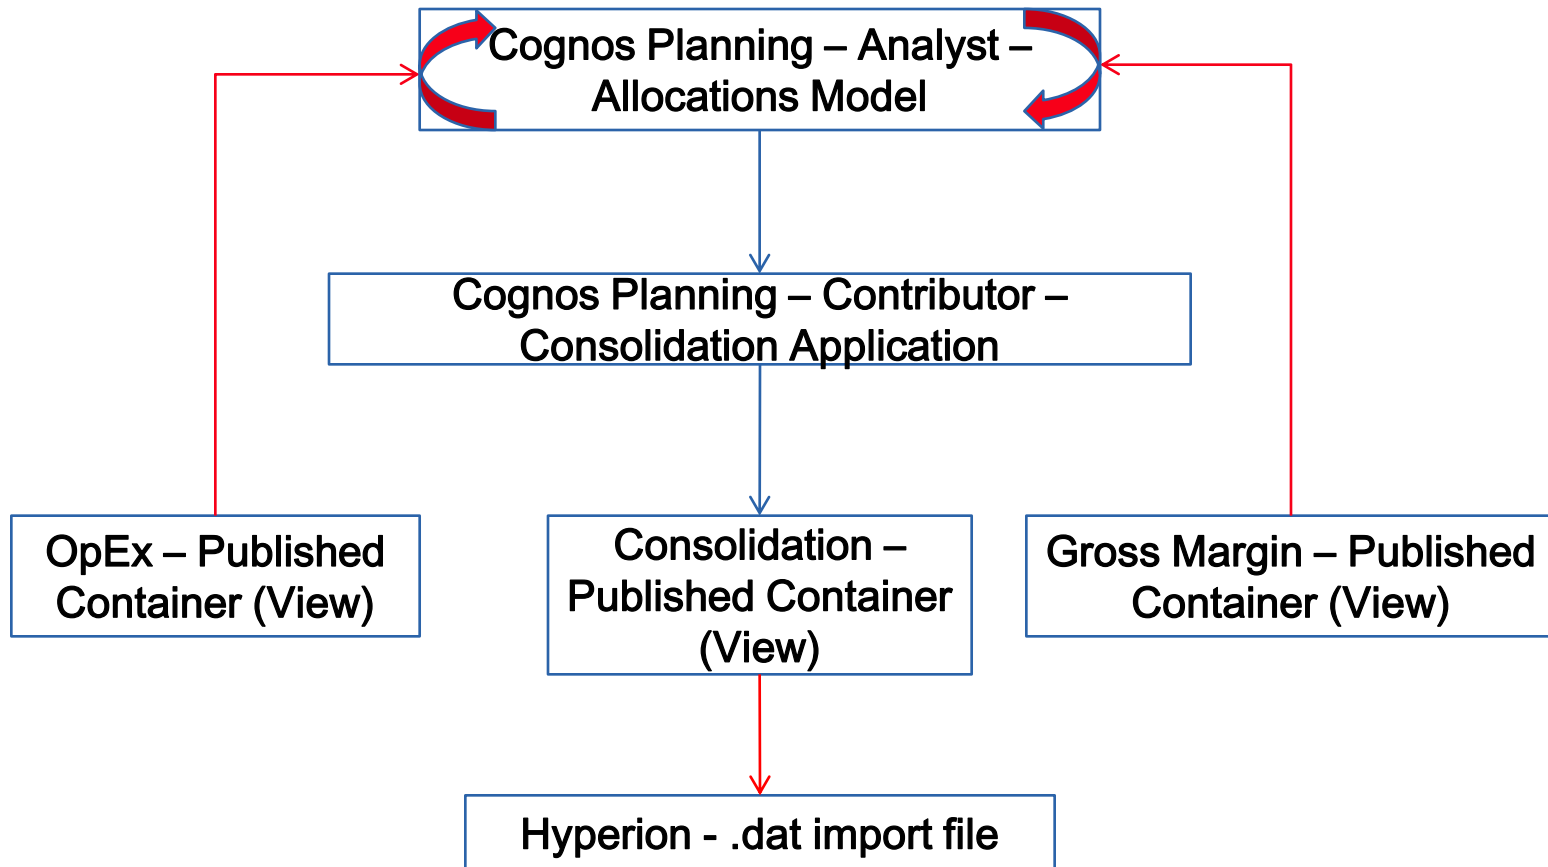 Cognos Planning – Analyst –
Allocations Model
Cognos Planning – Contributor –
Consolidation Application
OpEx – Published
Container (View)
Consolidation –
Published Container
(View)
Gross Margin – Published
Container (View)
Hyperion - .dat import file